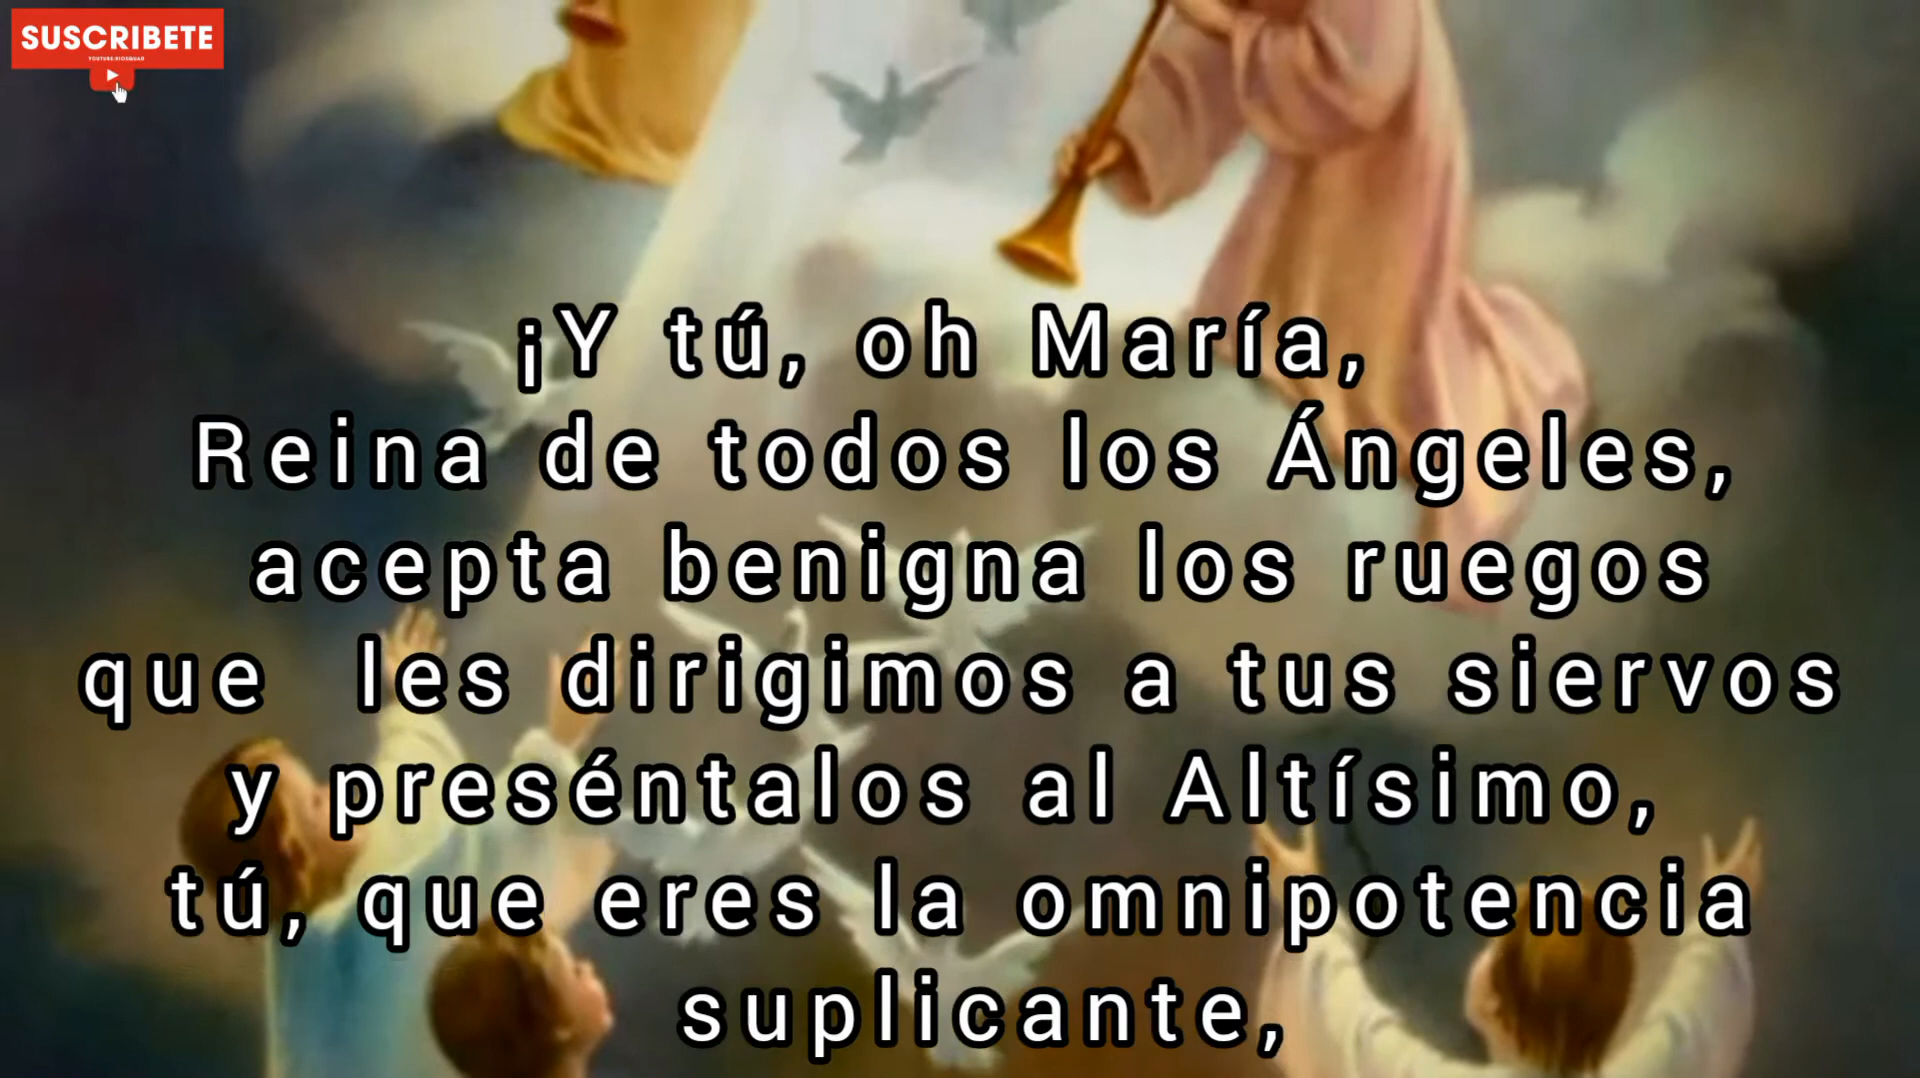 SUSCRIBETE
¡Y tú, oh María,
Reina de todos los Ángeles,
acepta benigna los ruegos
que les dirigimos a tus siervos
y preséntalos al Altísimo,
tú, que eres la omnipotencia
suplicante,